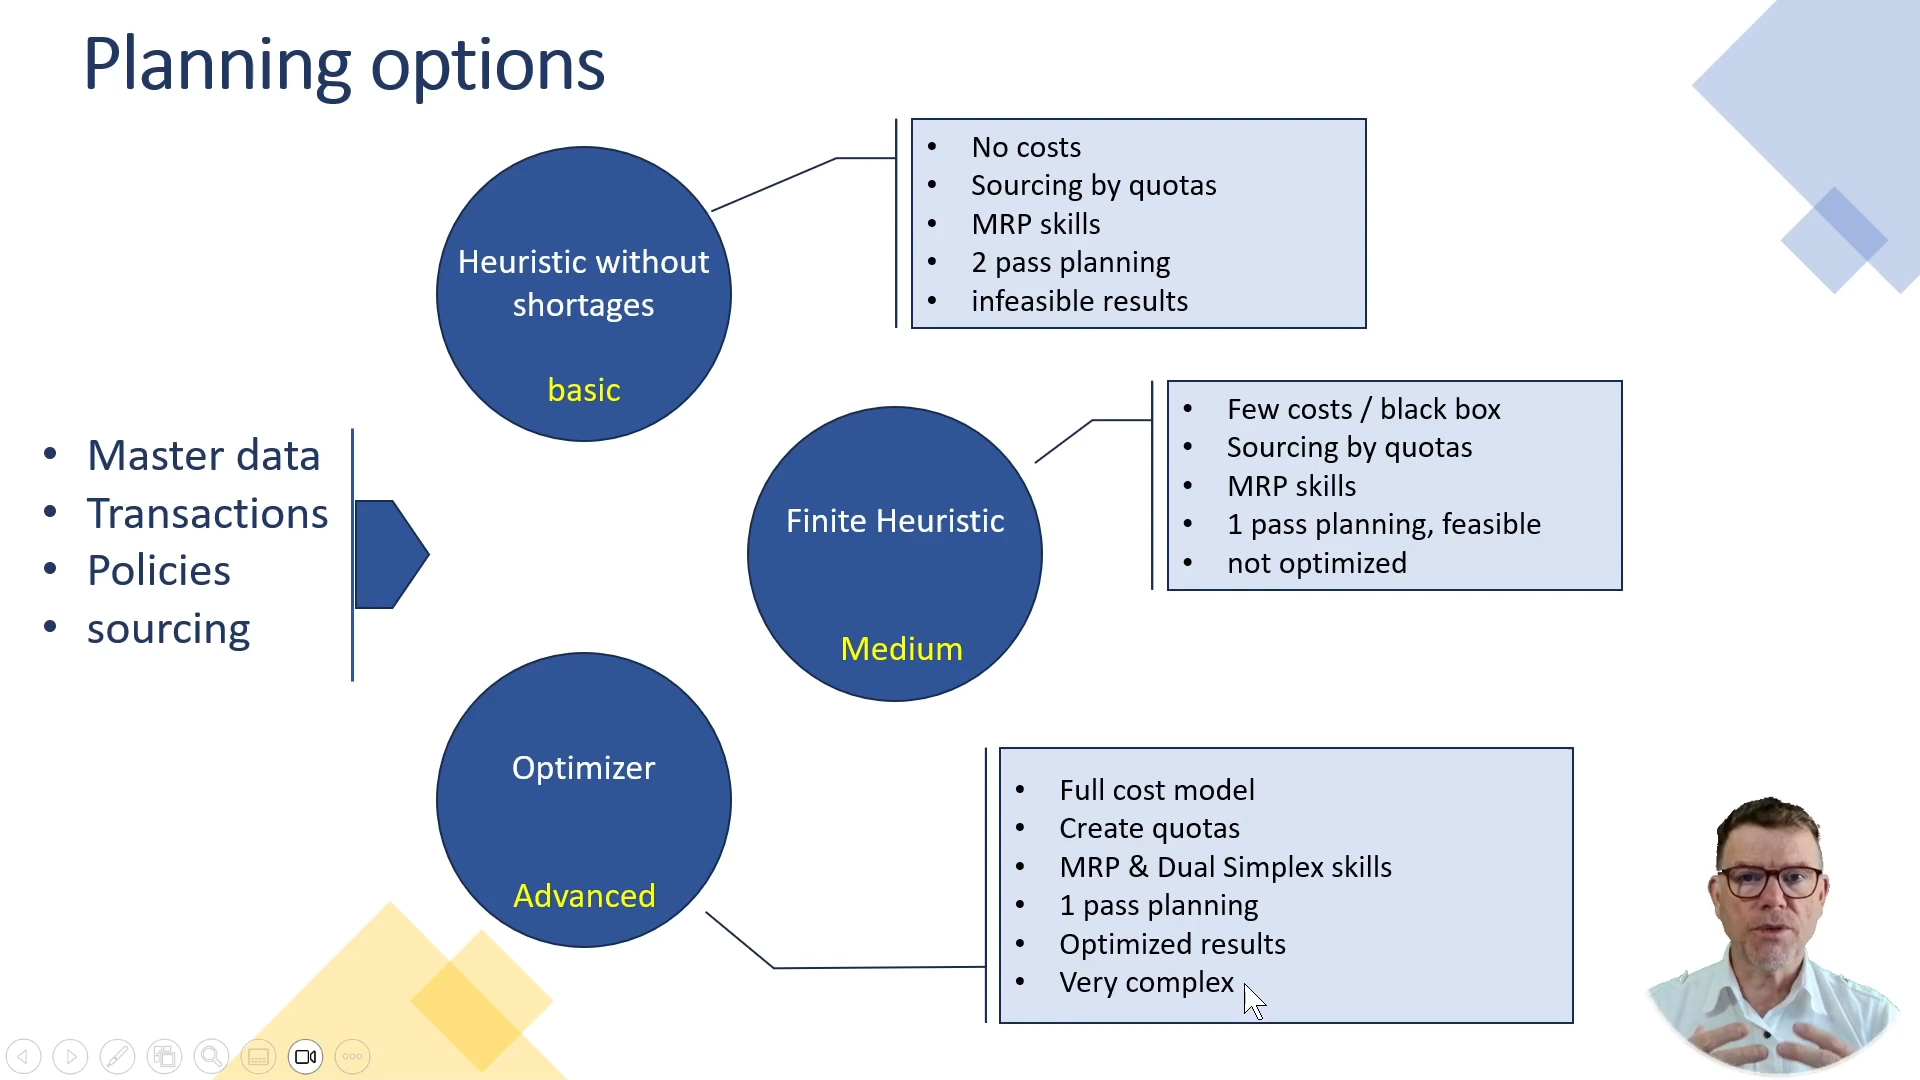 Planning options
• No costs
• Sourcing by quotas
• MRP skills
• 2 pass planning
• infeasible results
Heuristic without
shortages
basic
• Few costs / black box
• Sourcing by quotas
• MRP skills
• 1 pass planning, feasible
• not optimized
Finite Heuristic
Medium
• Master data
• Transactions
• Policies
• sourcing
Optimizer
Advanced
• Full cost model
• Create quotas
• MRP & Dual Simplex skills
• 1 pass planning
• Optimized results
• Very complex